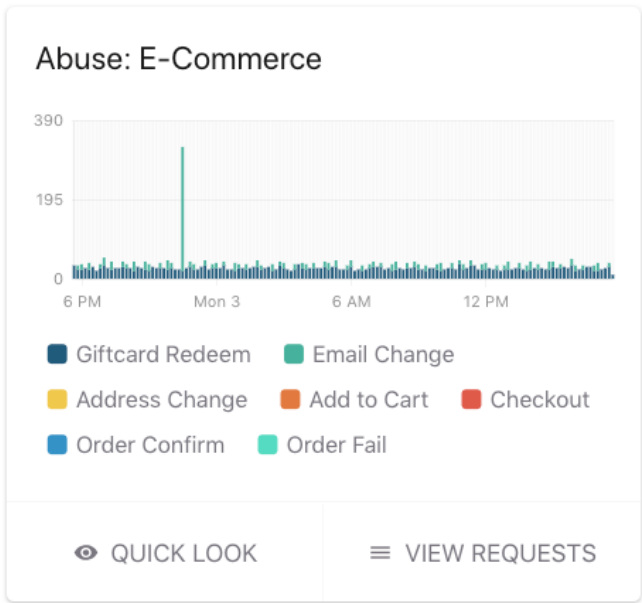 Abuse: E-Commerce
390
195
0
6 PM Mon 3 6 AM 12 PM
Giftcard Redeem Email Change
Address Change Add to Cart Checkout
Order Confirm Order Fail
QUICK LOOK VIEW REQUESTS